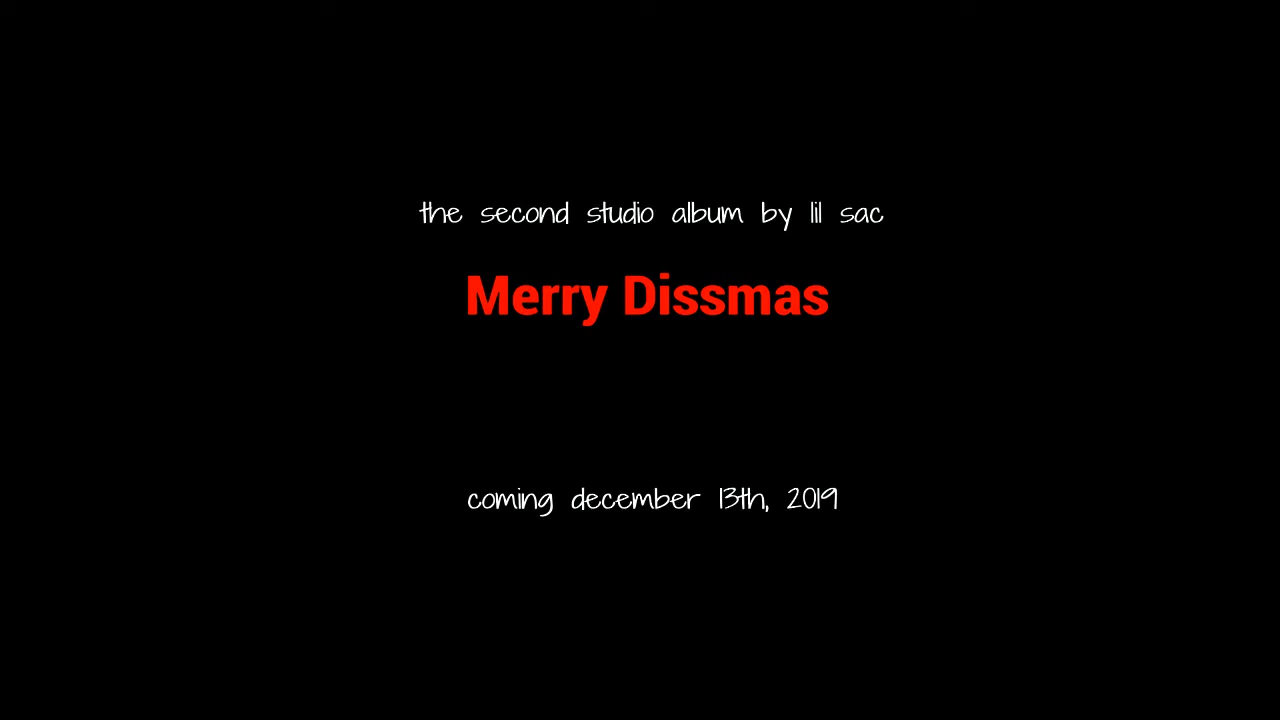 the second studio album by lil sac
Merry Dissmas
coming december 13th, 2019